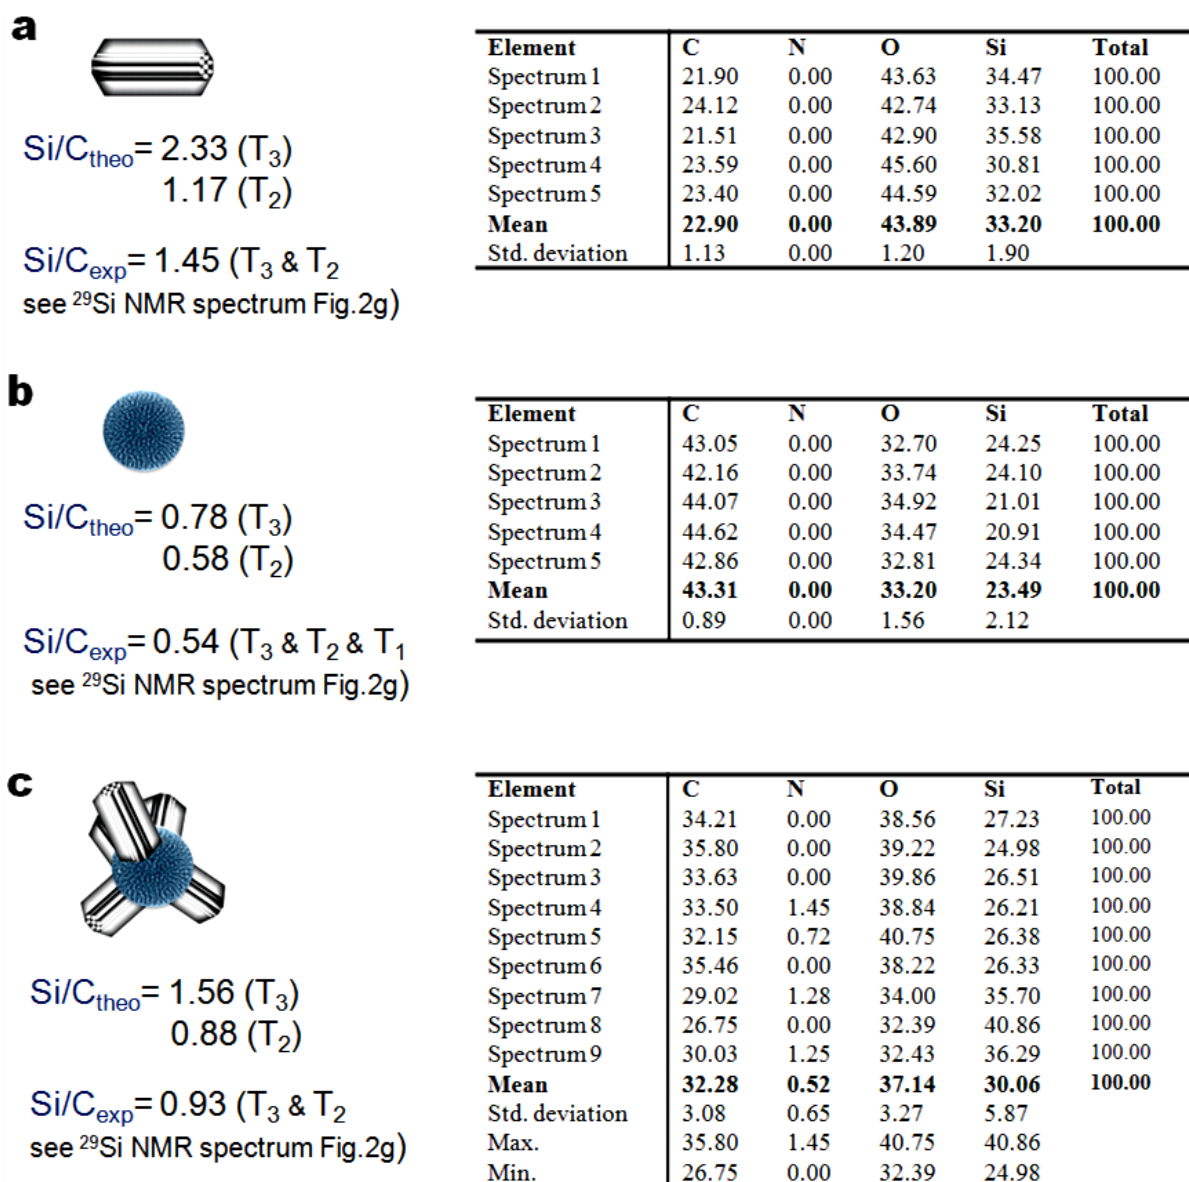 a
Si/Ctheo= 2.33 (T3)
1.17 (T2)
Si/Cexp= 1.45 (T3 & T2
see 29Si NMR spectrum Fig.2g)
Element C N O Si Total
Spectrum 1 21.90 0.00 43.63 34.47 100.00
Spectrum 2 24.12 0.00 42.74 33.13 100.00
Spectrum 3 21.51 0.00 42.90 35.58 100.00
Spectrum 4 23.59 0.00 45.60 30.81 100.00
Spectrum 5 23.40 0.00 44.59 32.02 100.00
Mean 22.90 0.00 43.89 33.20 100.00
Std. deviation 1.13 0.00 1.20 1.90
b
Si/Ctheo= 0.78 (T3)
0.58 (T2)
Si/Cexp= 0.54 (T3 & T2 & T1
see 29Si NMR spectrum Fig.2g)
Element C N O Si Total
Spectrum 1 43.05 0.00 32.70 24.25 100.00
Spectrum 2 42.16 0.00 33.74 24.10 100.00
Spectrum 3 44.07 0.00 34.92 21.01 100.00
Spectrum 4 44.62 0.00 34.47 20.91 100.00
Spectrum 5 42.86 0.00 32.81 24.34 100.00
Mean 43.31 0.00 33.20 23.49 100.00
Std. deviation 0.89 0.00 1.56 2.12
c
Si/Ctheo= 1.56 (T3)
0.88 (T2)
Si/Cexp= 0.93 (T3 & T2
see 29Si NMR spectrum Fig.2g)
Element C N O Si Total
Spectrum 1 34.21 0.00 38.56 27.23 100.00
Spectrum 2 35.80 0.00 39.22 24.98 100.00
Spectrum 3 33.63 0.00 39.86 26.51 100.00
Spectrum 4 33.50 1.45 38.84 26.21 100.00
Spectrum 5 32.15 0.72 40.75 26.38 100.00
Spectrum 6 35.46 0.00 38.22 26.33 100.00
Spectrum 7 29.02 1.28 34.00 35.70 100.00
Spectrum 8 26.75 0.00 32.39 40.86 100.00
Spectrum 9 30.03 1.25 32.43 36.29 100.00
Mean 32.28 0.52 37.14 30.06 100.00
Std. deviation 3.08 0.65 3.27 5.87
Max. 35.80 1.45 40.75 40.86
Min. 26.75 0.00 32.39 24.98